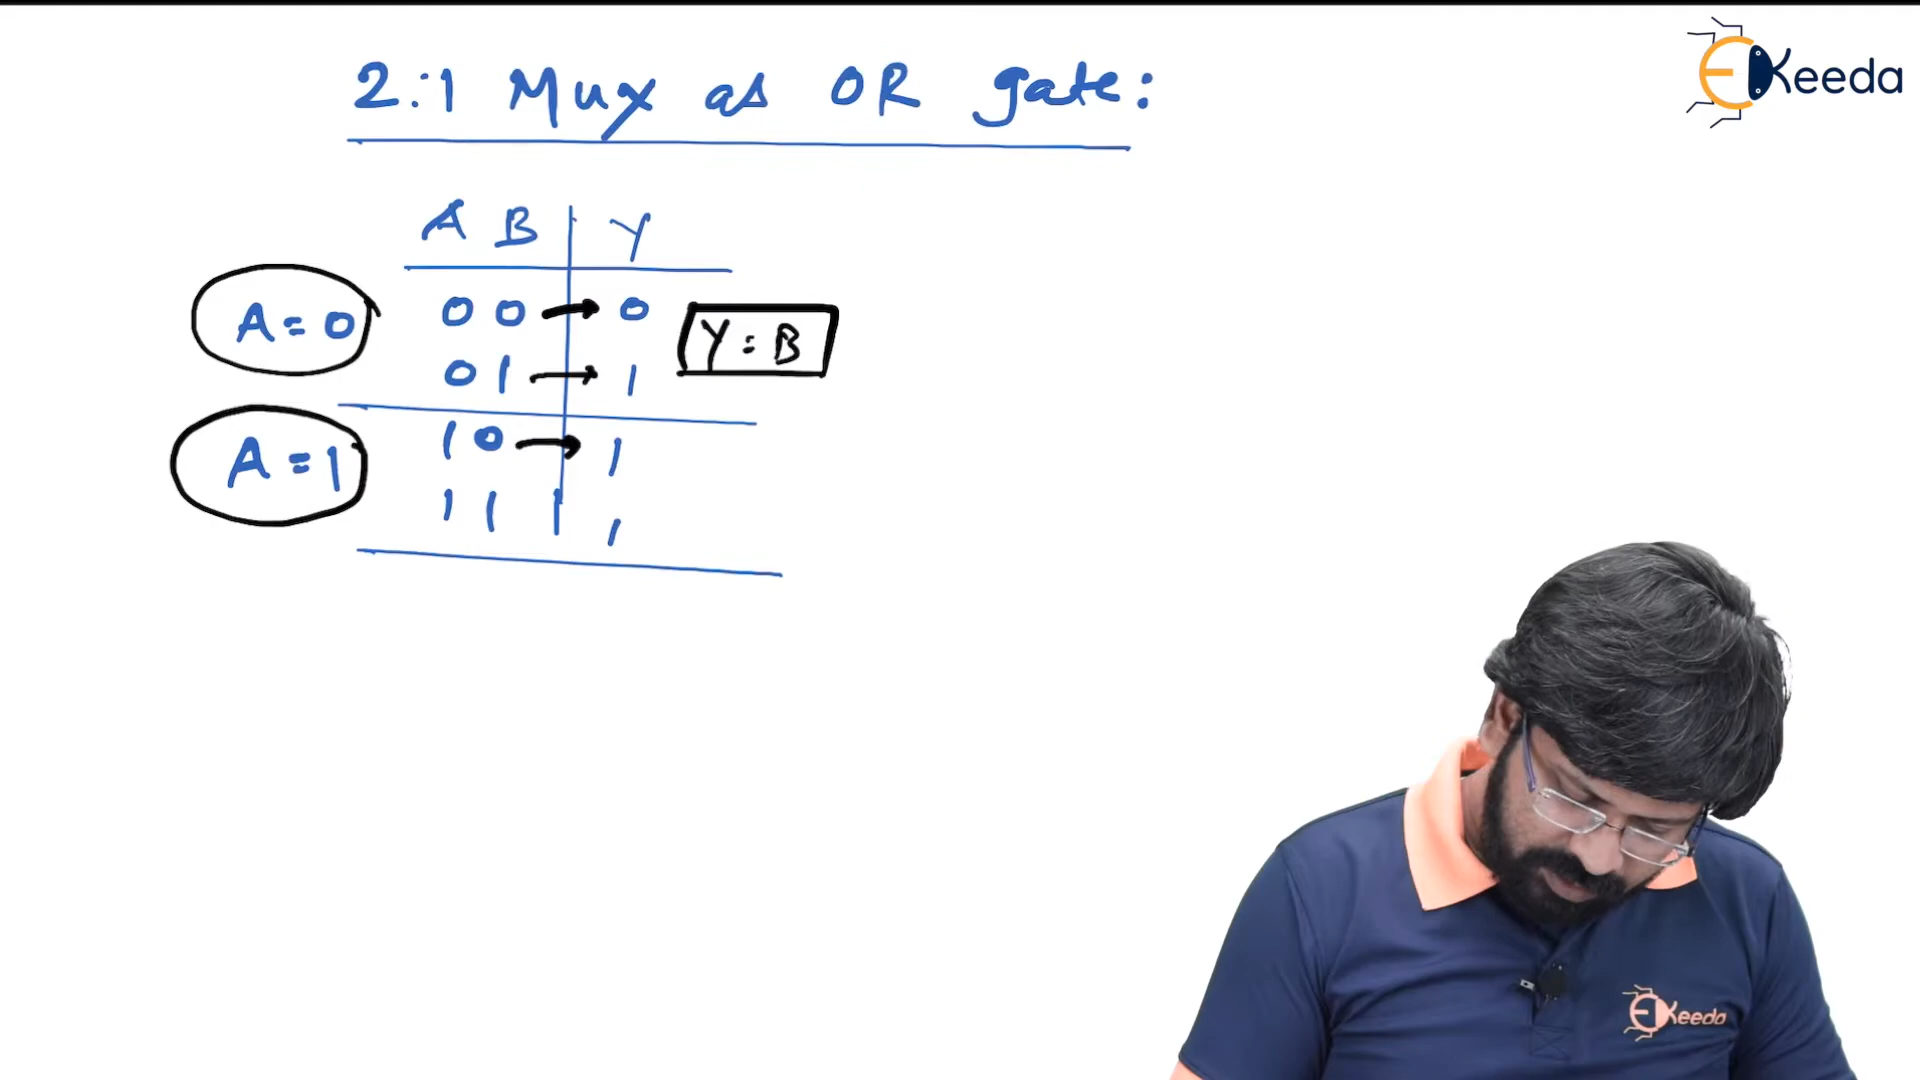 2:1 Mux as OR gate:
EKeeda
A B Y
A=0 0 0 → 0 Y=B
0 1 → 1
A=1 1 0 → 1
1 1 1
EKeeda